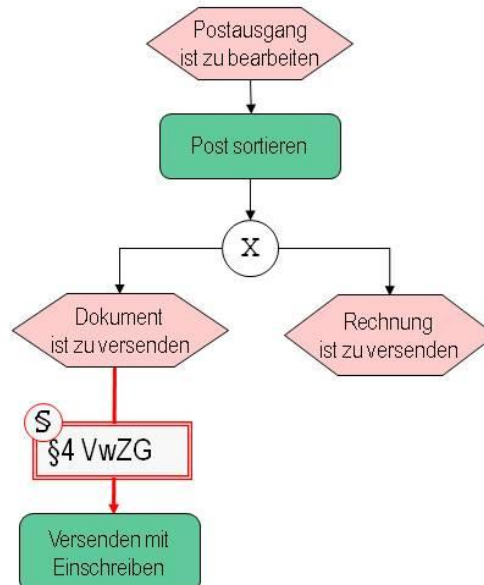 Postausgang
ist zu bearbeiten
Post sortieren
X
Dokument
ist zu versenden
Rechnung
ist zu versenden
§
§4 VwZG
Versenden mit
Einschreiben